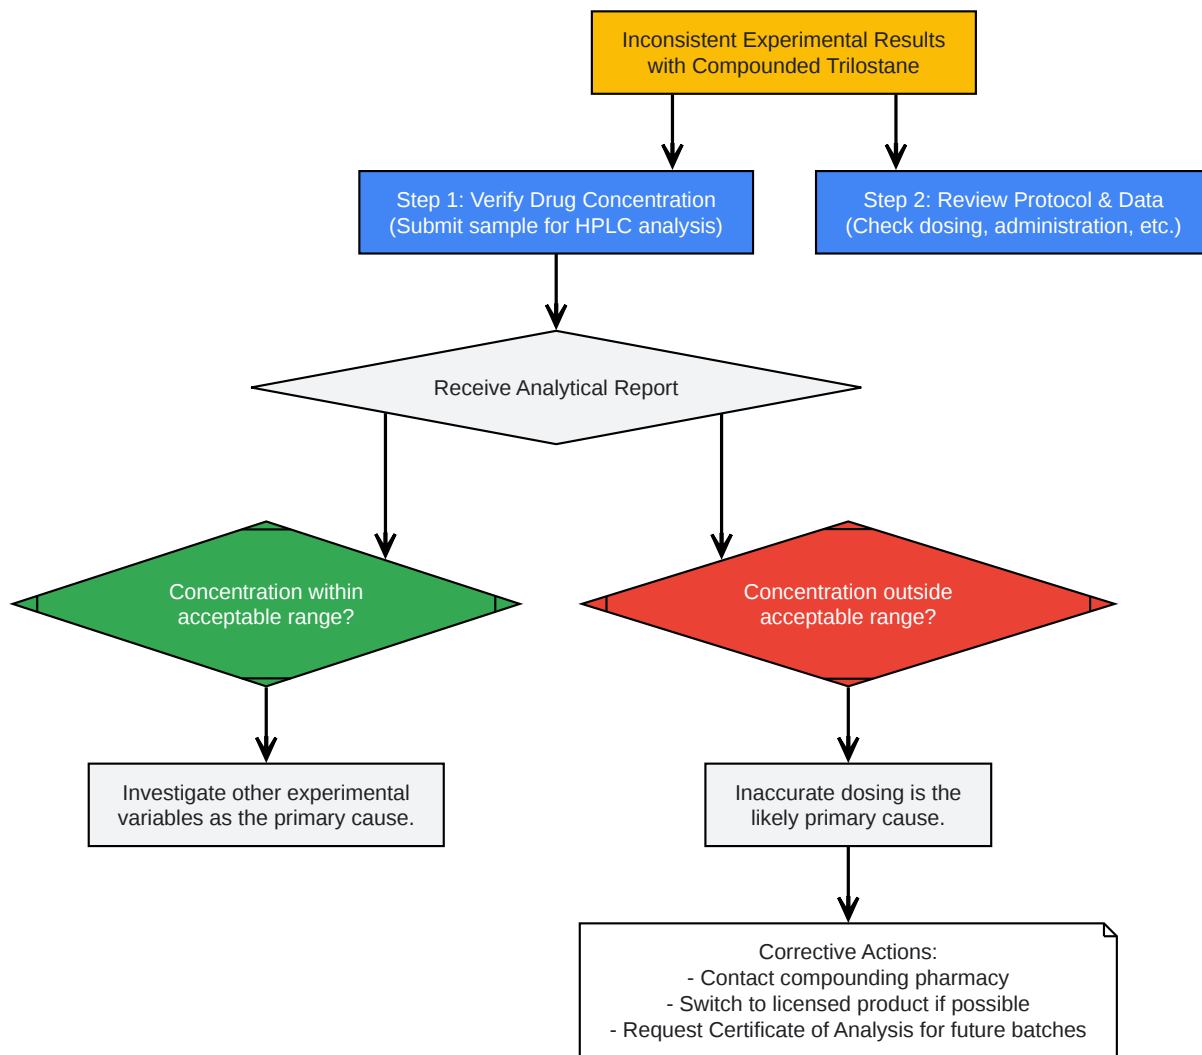 Inconsistent Experimental Results
with Compounded Trilostane
Step 1: Verify Drug Concentration
(Submit sample for HPLC analysis)
Step 2: Review Protocol & Data
(Check dosing, administration, etc.)
Receive Analytical Report
Concentration within
acceptable range?
Concentration outside
acceptable range?
Investigate other experimental
variables as the primary cause.
Inaccurate dosing is the
likely primary cause.
Corrective Actions:
- Contact compounding pharmacy
- Switch to licensed product if possible
- Request Certificate of Analysis for future batches